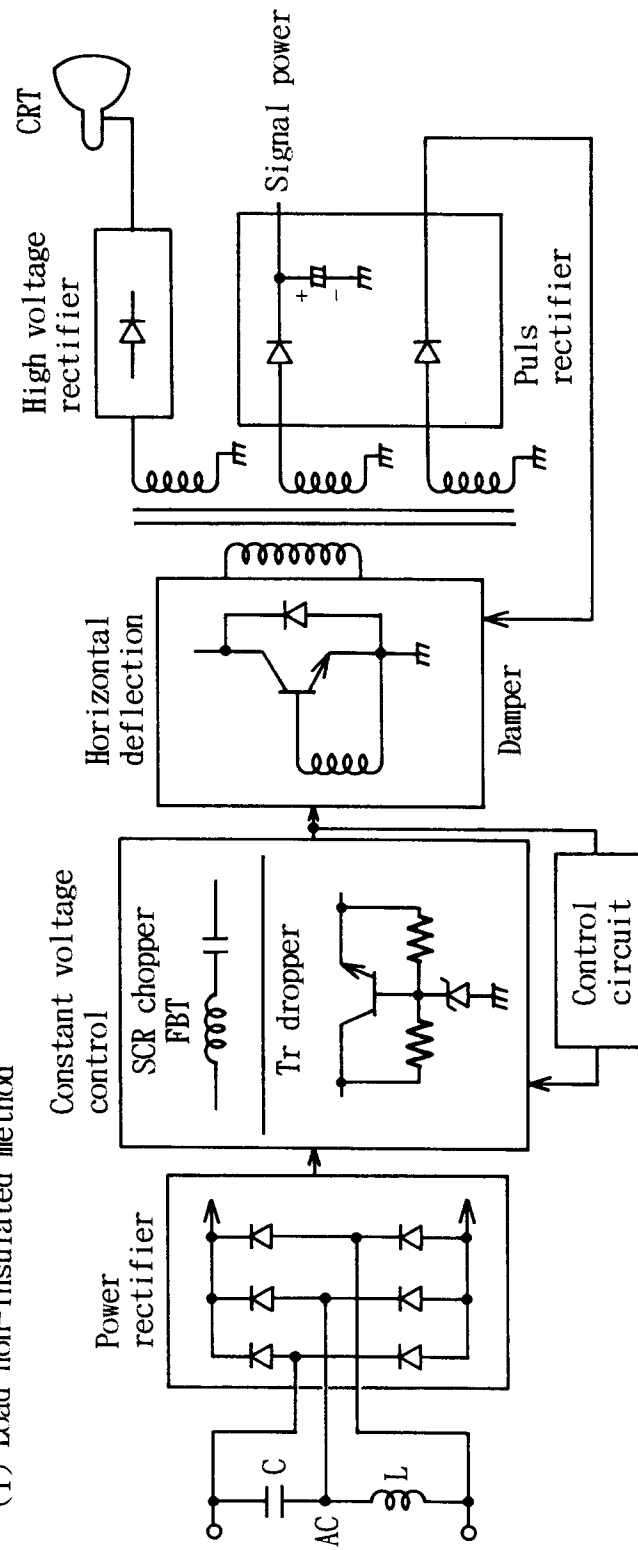 (1) Load non-insulated method
AC
C
L
Power
rectifier
Constant voltage
control
SCR chopper
FBT
Tr dropper
Control
circuit
Horizontal
deflection
Damper
High voltage
rectifier
CRT
+
-
Signal power
Puls
rectifier